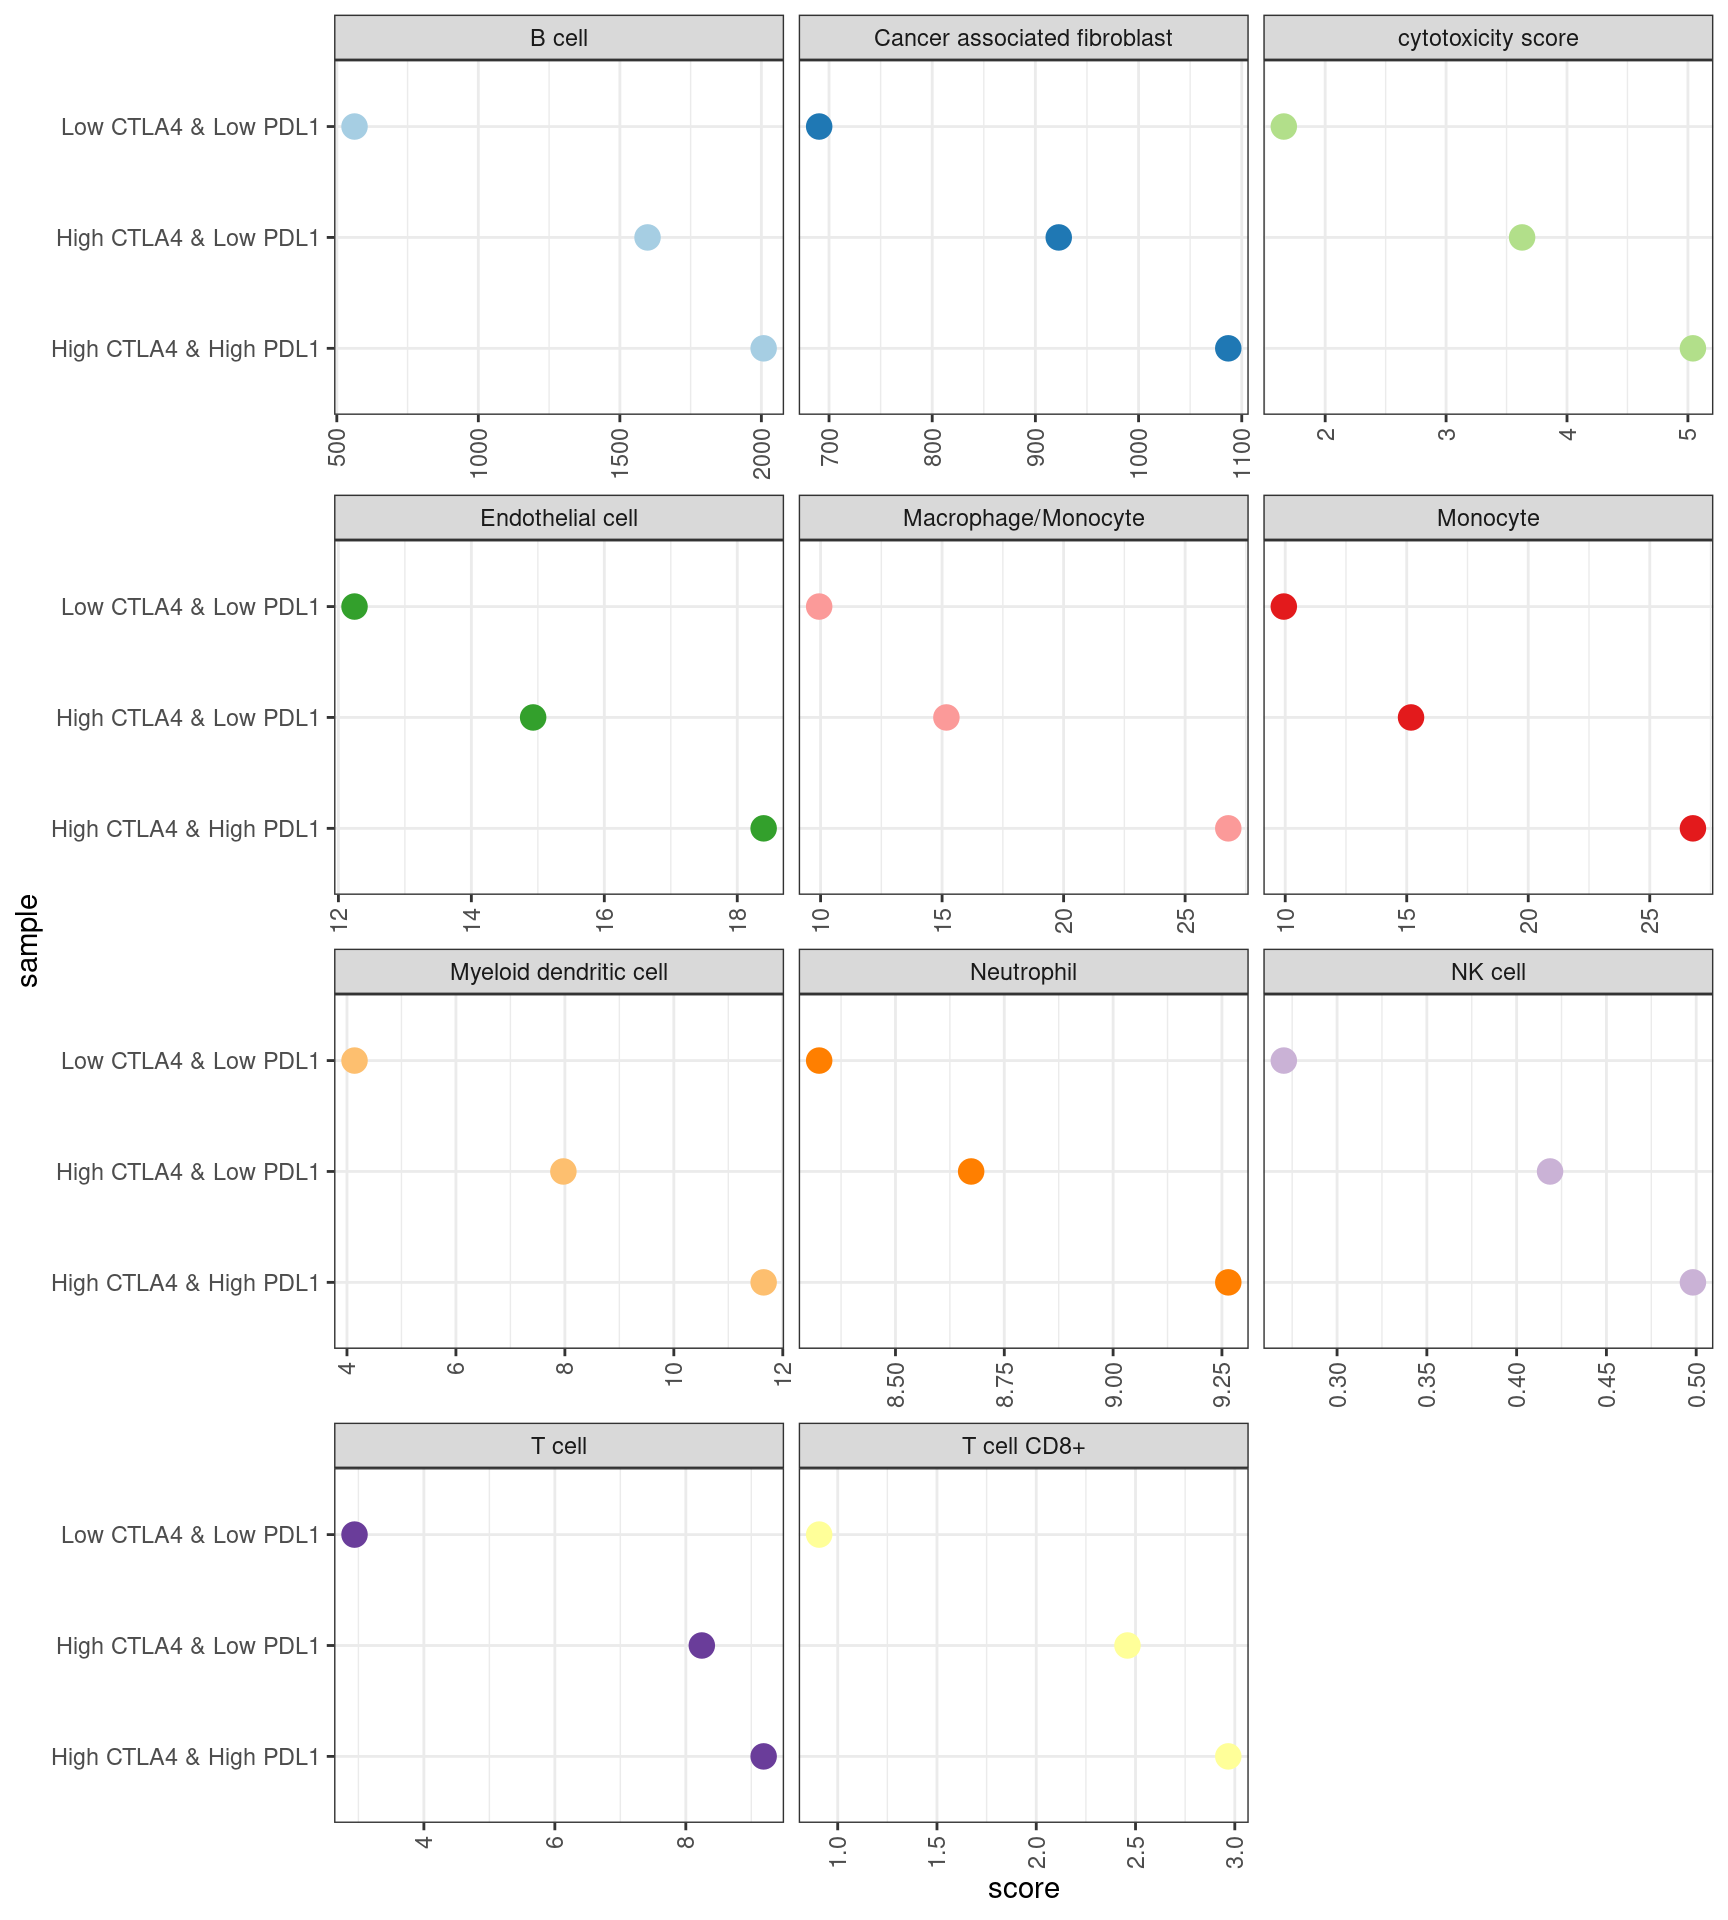 B cell
Cancer associated fibroblast
cytotoxicity score
Low CTLA4 & Low PDL1
High CTLA4 & Low PDL1
High CTLA4 & High PDL1
500 1000 1500 2000
700 800 900 1000 1100
2 3 4 5
Endothelial cell
Macrophage/Monocyte
Monocyte
Low CTLA4 & Low PDL1
High CTLA4 & Low PDL1
High CTLA4 & High PDL1
12 14 16 18
10 15 20 25
10 15 20 25
sample
Myeloid dendritic cell
Neutrophil
NK cell
Low CTLA4 & Low PDL1
High CTLA4 & Low PDL1
High CTLA4 & High PDL1
4 6 8 10 12
8.50 8.75 9.00 9.25
0.30 0.35 0.40 0.45 0.50
T cell
T cell CD8+
Low CTLA4 & Low PDL1
High CTLA4 & Low PDL1
High CTLA4 & High PDL1
4 6 8
1.0 1.5 2.0 2.5 3.0
score